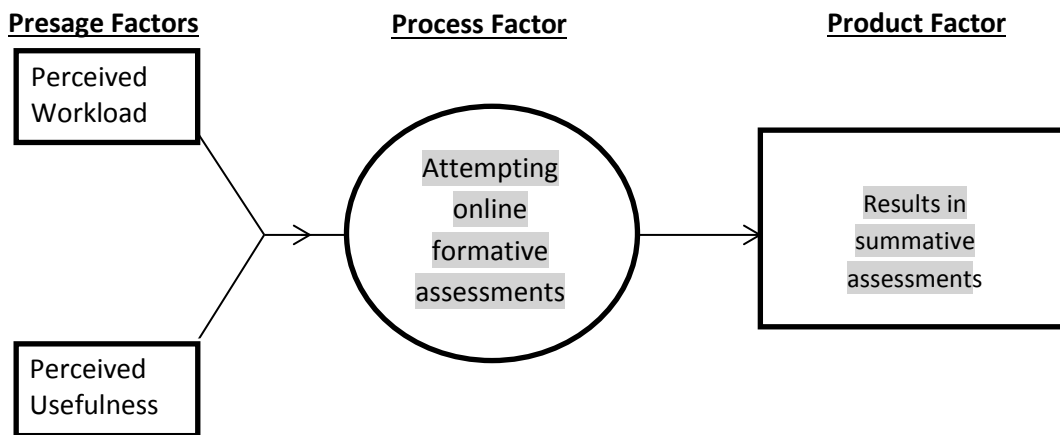 Presage Factors
Process Factor
Product Factor
Perceived
Workload
Attempting
online
formative
assessments
Results in
summative
assessments
Perceived
Usefulness